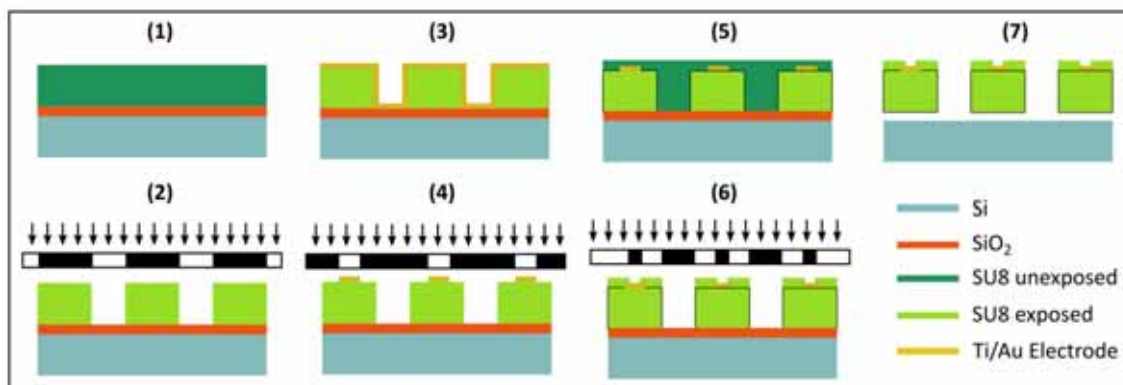 (1)
(3)
(5)
(7)
(2)
(4)
(6)
Si
SiO₂
SU8 unexposed
SU8 exposed
Ti/Au Electrode